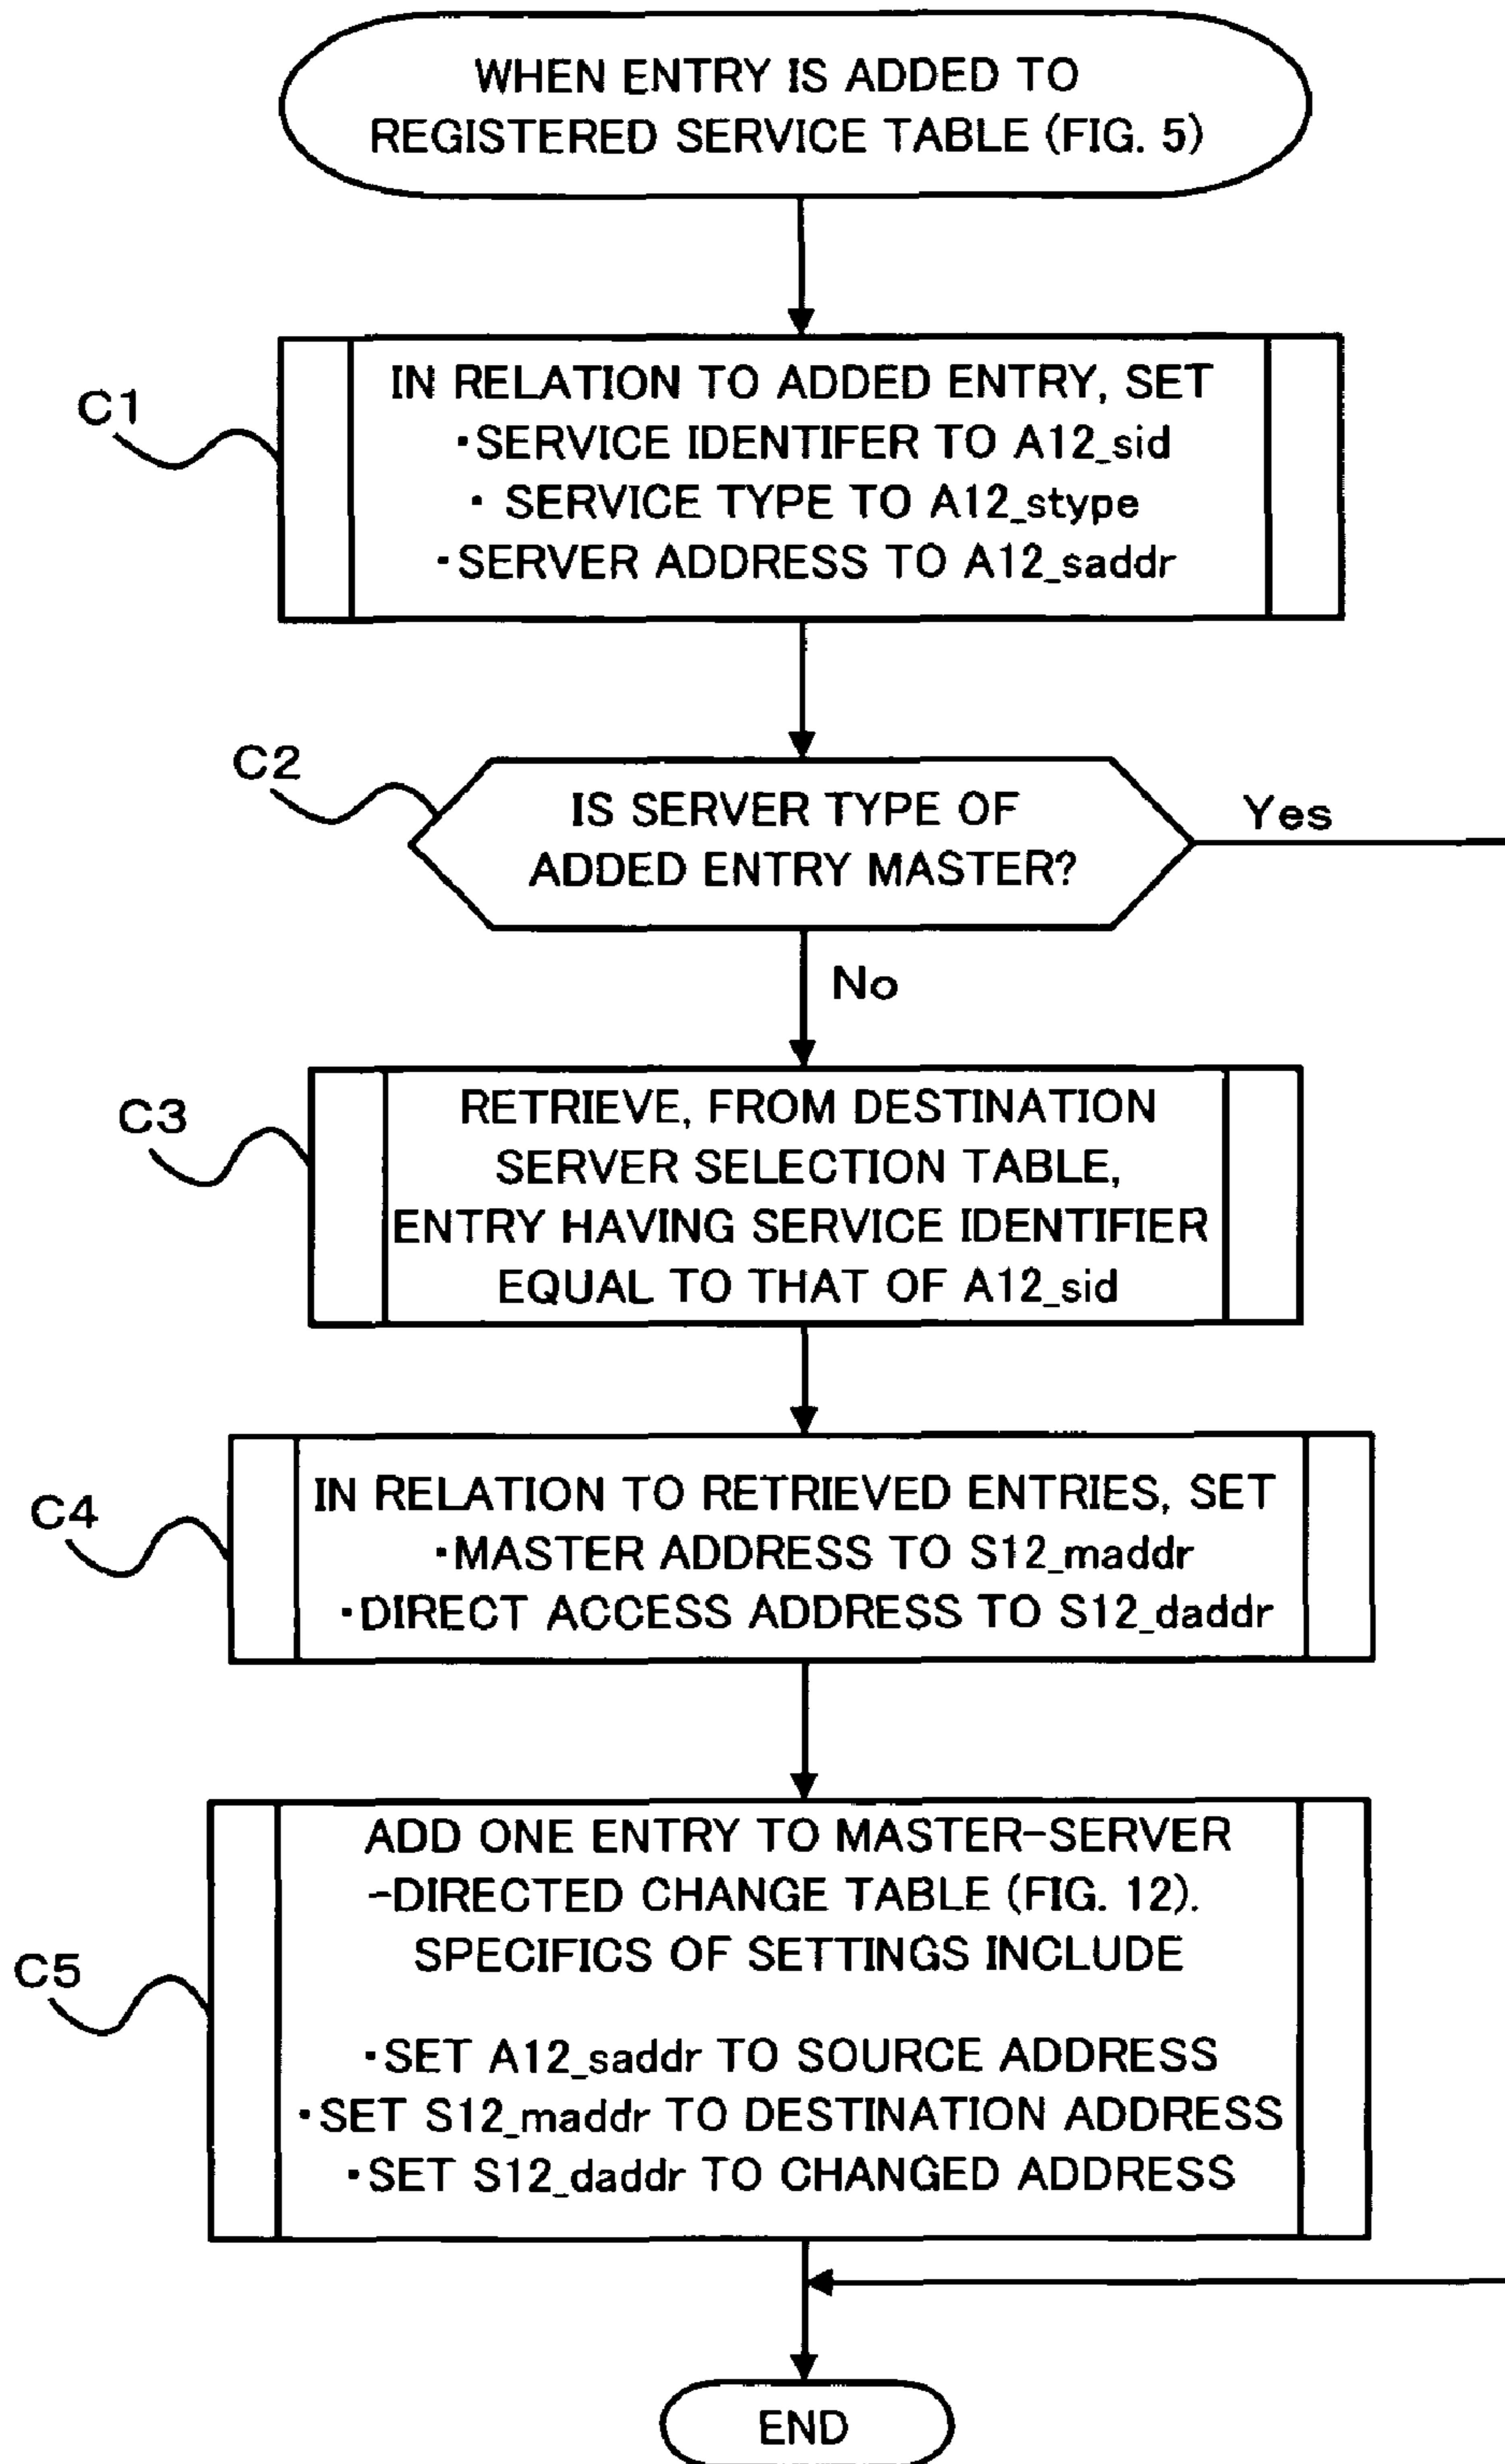 WHEN ENTRY IS ADDED TO
REGISTERED SERVICE TABLE (FIG. 5)
C1
IN RELATION TO ADDED ENTRY, SET
・SERVICE IDENTIFER TO A12_sid
・ SERVICE TYPE TO A12_stype
・SERVER ADDRESS TO A12_saddr
C2
IS SERVER TYPE OF
ADDED ENTRY MASTER?
Yes
No
C3
RETRIEVE, FROM DESTINATION
SERVER SELECTION TABLE,
ENTRY HAVING SERVICE IDENTIFIER
EQUAL TO THAT OF A12_sid
C4
IN RELATION TO RETRIEVED ENTRIES, SET
・MASTER ADDRESS TO S12_maddr
・DIRECT ACCESS ADDRESS TO S12_daddr
C5
ADD ONE ENTRY TO MASTER-SERVER
-DIRECTED CHANGE TABLE (FIG. 12).
SPECIFICS OF SETTINGS INCLUDE
・SET A12_saddr TO SOURCE ADDRESS
・SET S12_maddr TO DESTINATION ADDRESS
・SET S12_daddr TO CHANGED ADDRESS
END